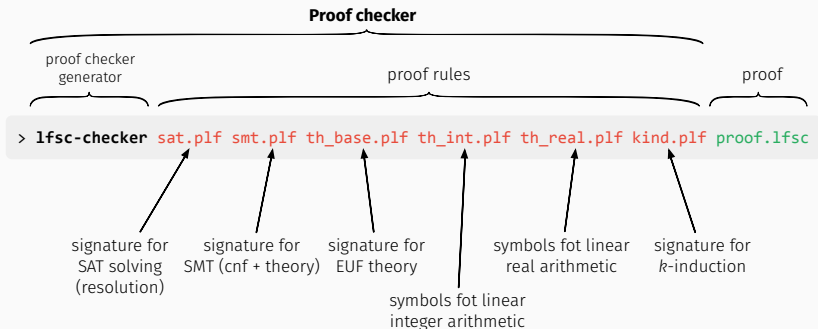 Proof checker
proof checker
generator
proof rules
proof
> lfsc-checker sat.plf smt.plf th_base.plf th_int.plf th_real.plf kind.plf proof.lfsc
signature for
SAT solving
(resolution)
signature for
SMT (cnf + theory)
signature for
EUF theory
symbols fot linear
integer arithmetic
symbols fot linear
real arithmetic
signature for
k-induction